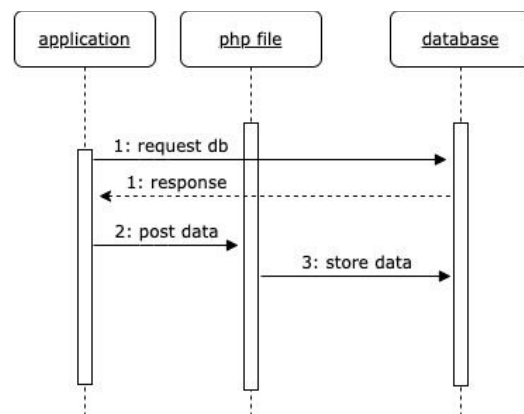 application
php file
database
1: request db
1: response
2: post data
3: store data